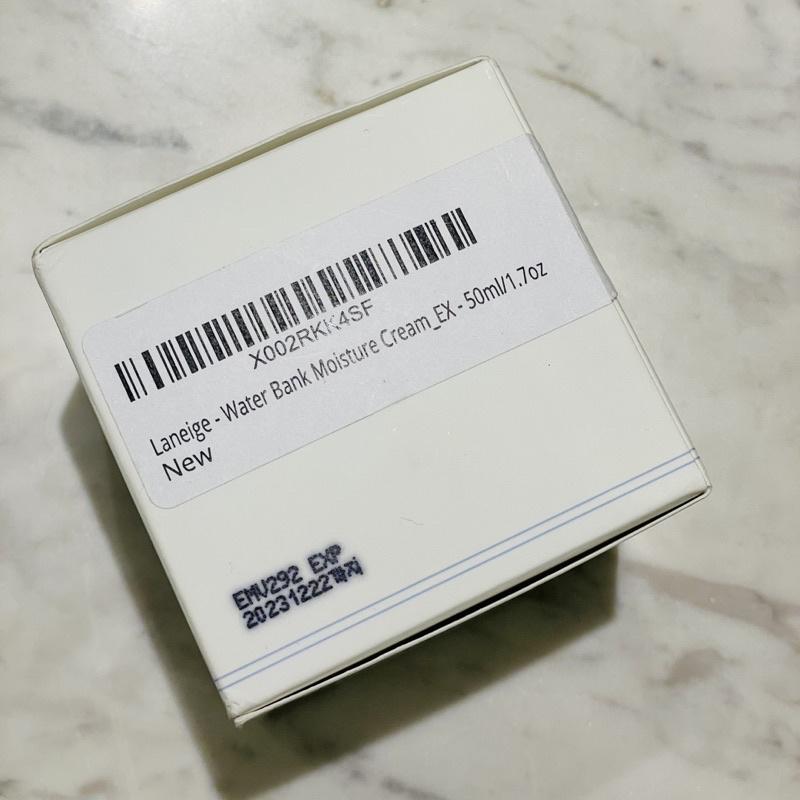 X002RKK4SF
Laneige - Water Bank Moisture Cream_EX - 50ml/1.7oz
New
EMV292 EXP
20231222까지